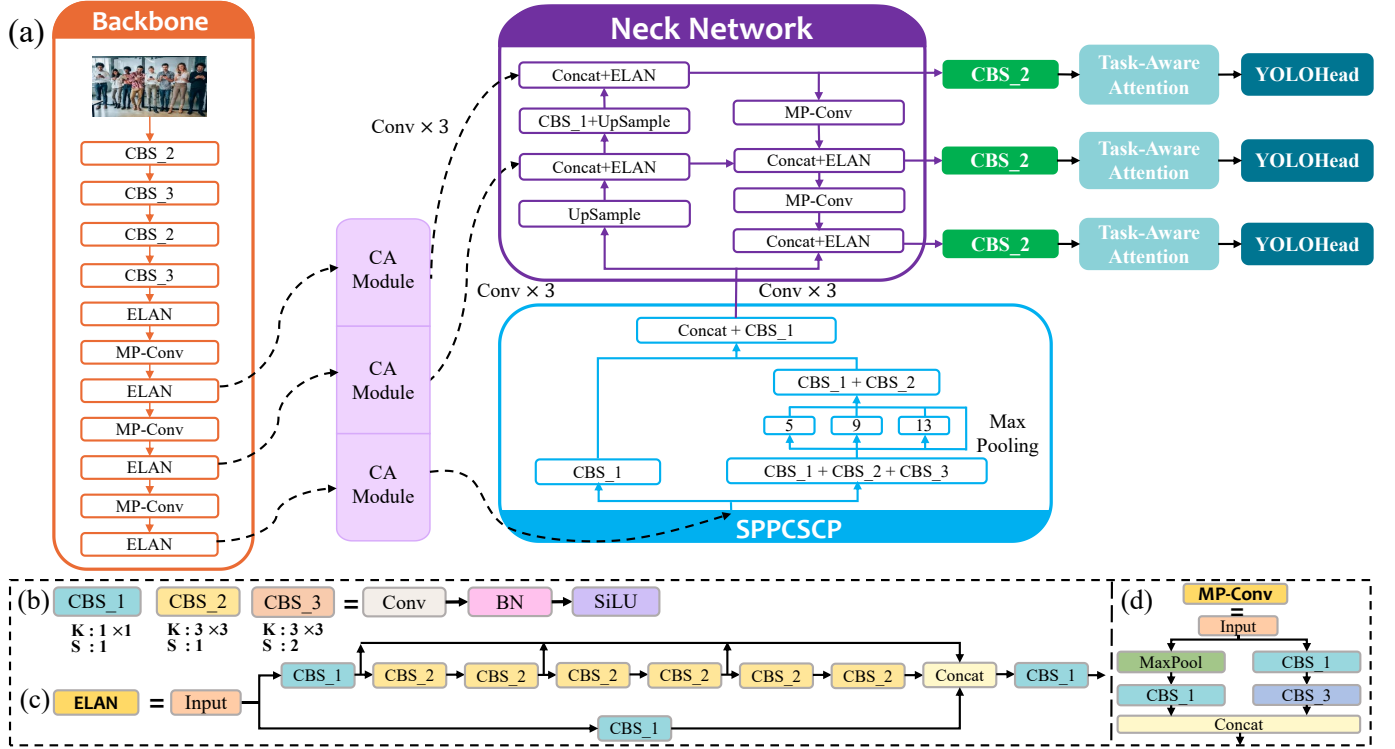 (a)
Backbone
CBS_2
CBS_3
CBS_2
CBS_3
ELAN
MP-Conv
ELAN
MP-Conv
ELAN
MP-Conv
ELAN
CA
Module
CA
Module
CA
Module
Conv × 3
Conv × 3
Conv × 3
Neck Network
Concat+ELAN
CBS_1+UpSample
Concat+ELAN
UpSample
MP-Conv
Concat+ELAN
MP-Conv
Concat+ELAN
CBS_2
Task-Aware
Attention
YOLOHead
CBS_2
Task-Aware
Attention
YOLOHead
CBS_2
Task-Aware
Attention
YOLOHead
Concat + CBS_1
CBS_1 + CBS_2
5
9
13
Max
Pooling
CBS_1
CBS_1 + CBS_2 + CBS_3
SPPCSCP
(b)
CBS_1
CBS_2
CBS_3
=
Conv
BN
SiLU
K : 1 ×1
S : 1
K : 3 ×3
S : 1
K : 3 ×3
S : 2
(c)
ELAN
=
Input
CBS_1
CBS_2
CBS_2
CBS_2
CBS_2
CBS_2
CBS_2
Concat
CBS_1
CBS_1
(d)
MP-Conv
=
Input
MaxPool
CBS_1
CBS_1
CBS_3
Concat